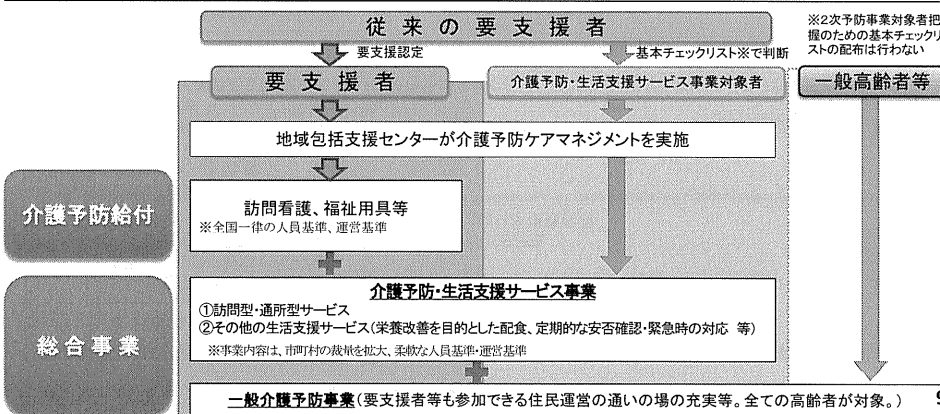 従来の要支援者
※2次予防事業対象者把
握のための基本チェックリ
ストの配布は行わない
要支援認定
基本チェックリスト※で判断
要支援者
介護予防・生活支援サービス事業対象者
一般高齢者等
地域包括支援センターが介護予防ケアマネジメントを実施
介護予防給付
訪問看護、福祉用具等
※全国一律の人員基準、運営基準
総合事業
介護予防・生活支援サービス事業
①訪問型・通所型サービス
②その他の生活支援サービス(栄養改善を目的とした配食、定期的な安否確認・緊急時の対応 等)
※事業内容は、市町村の裁量を拡大、柔軟な人員基準・運営基準
一般介護予防事業(要支援者等も参加できる住民運営の通いの場の充実等。全ての高齢者が対象。)